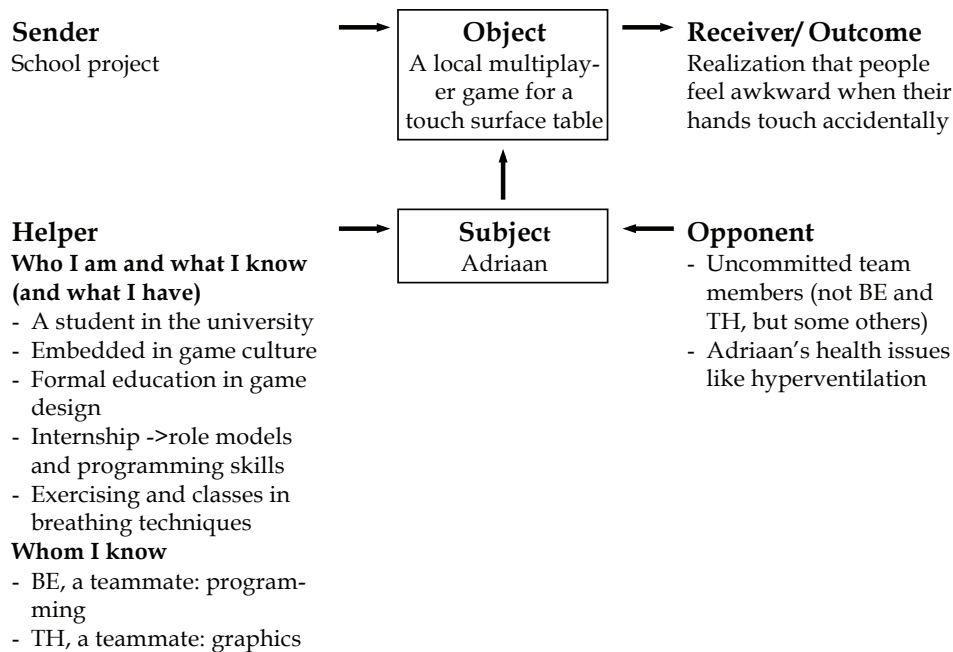 Sender
School project
Object
A local multiplay-
er game for a
touch surface table
Receiver/ Outcome
Realization that people
feel awkward when their
hands touch accidentally
Helper
Who I am and what I know
(and what I have)
- A student in the university
- Embedded in game culture
- Formal education in game
design
- Internship ->role models
and programming skills
- Exercising and classes in
breathing techniques
Whom I know
- BE, a teammate: program-
ming
- TH, a teammate: graphics
Subject
Adriaan
Opponent
- Uncommitted team
members (not BE and
TH, but some others)
- Adriaan’s health issues
like hyperventilation